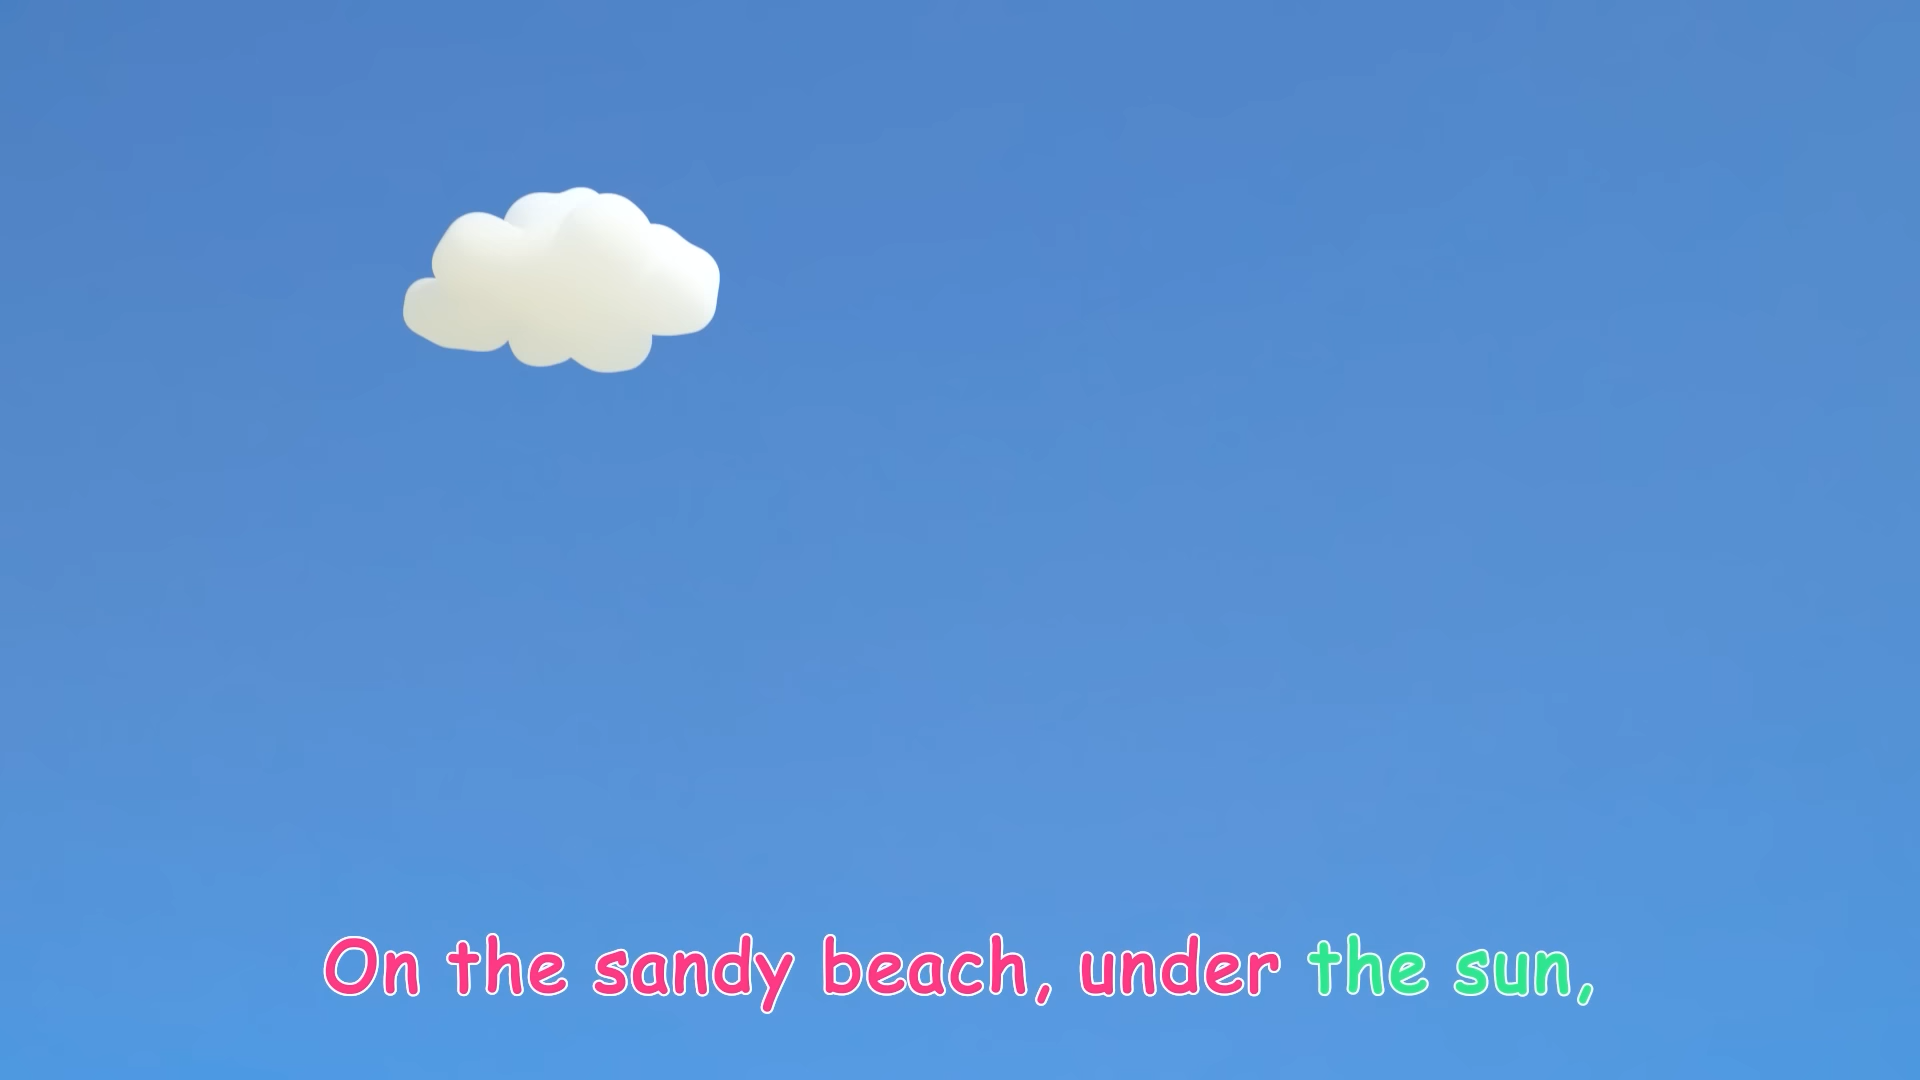 On the sandy beach, under the sun,